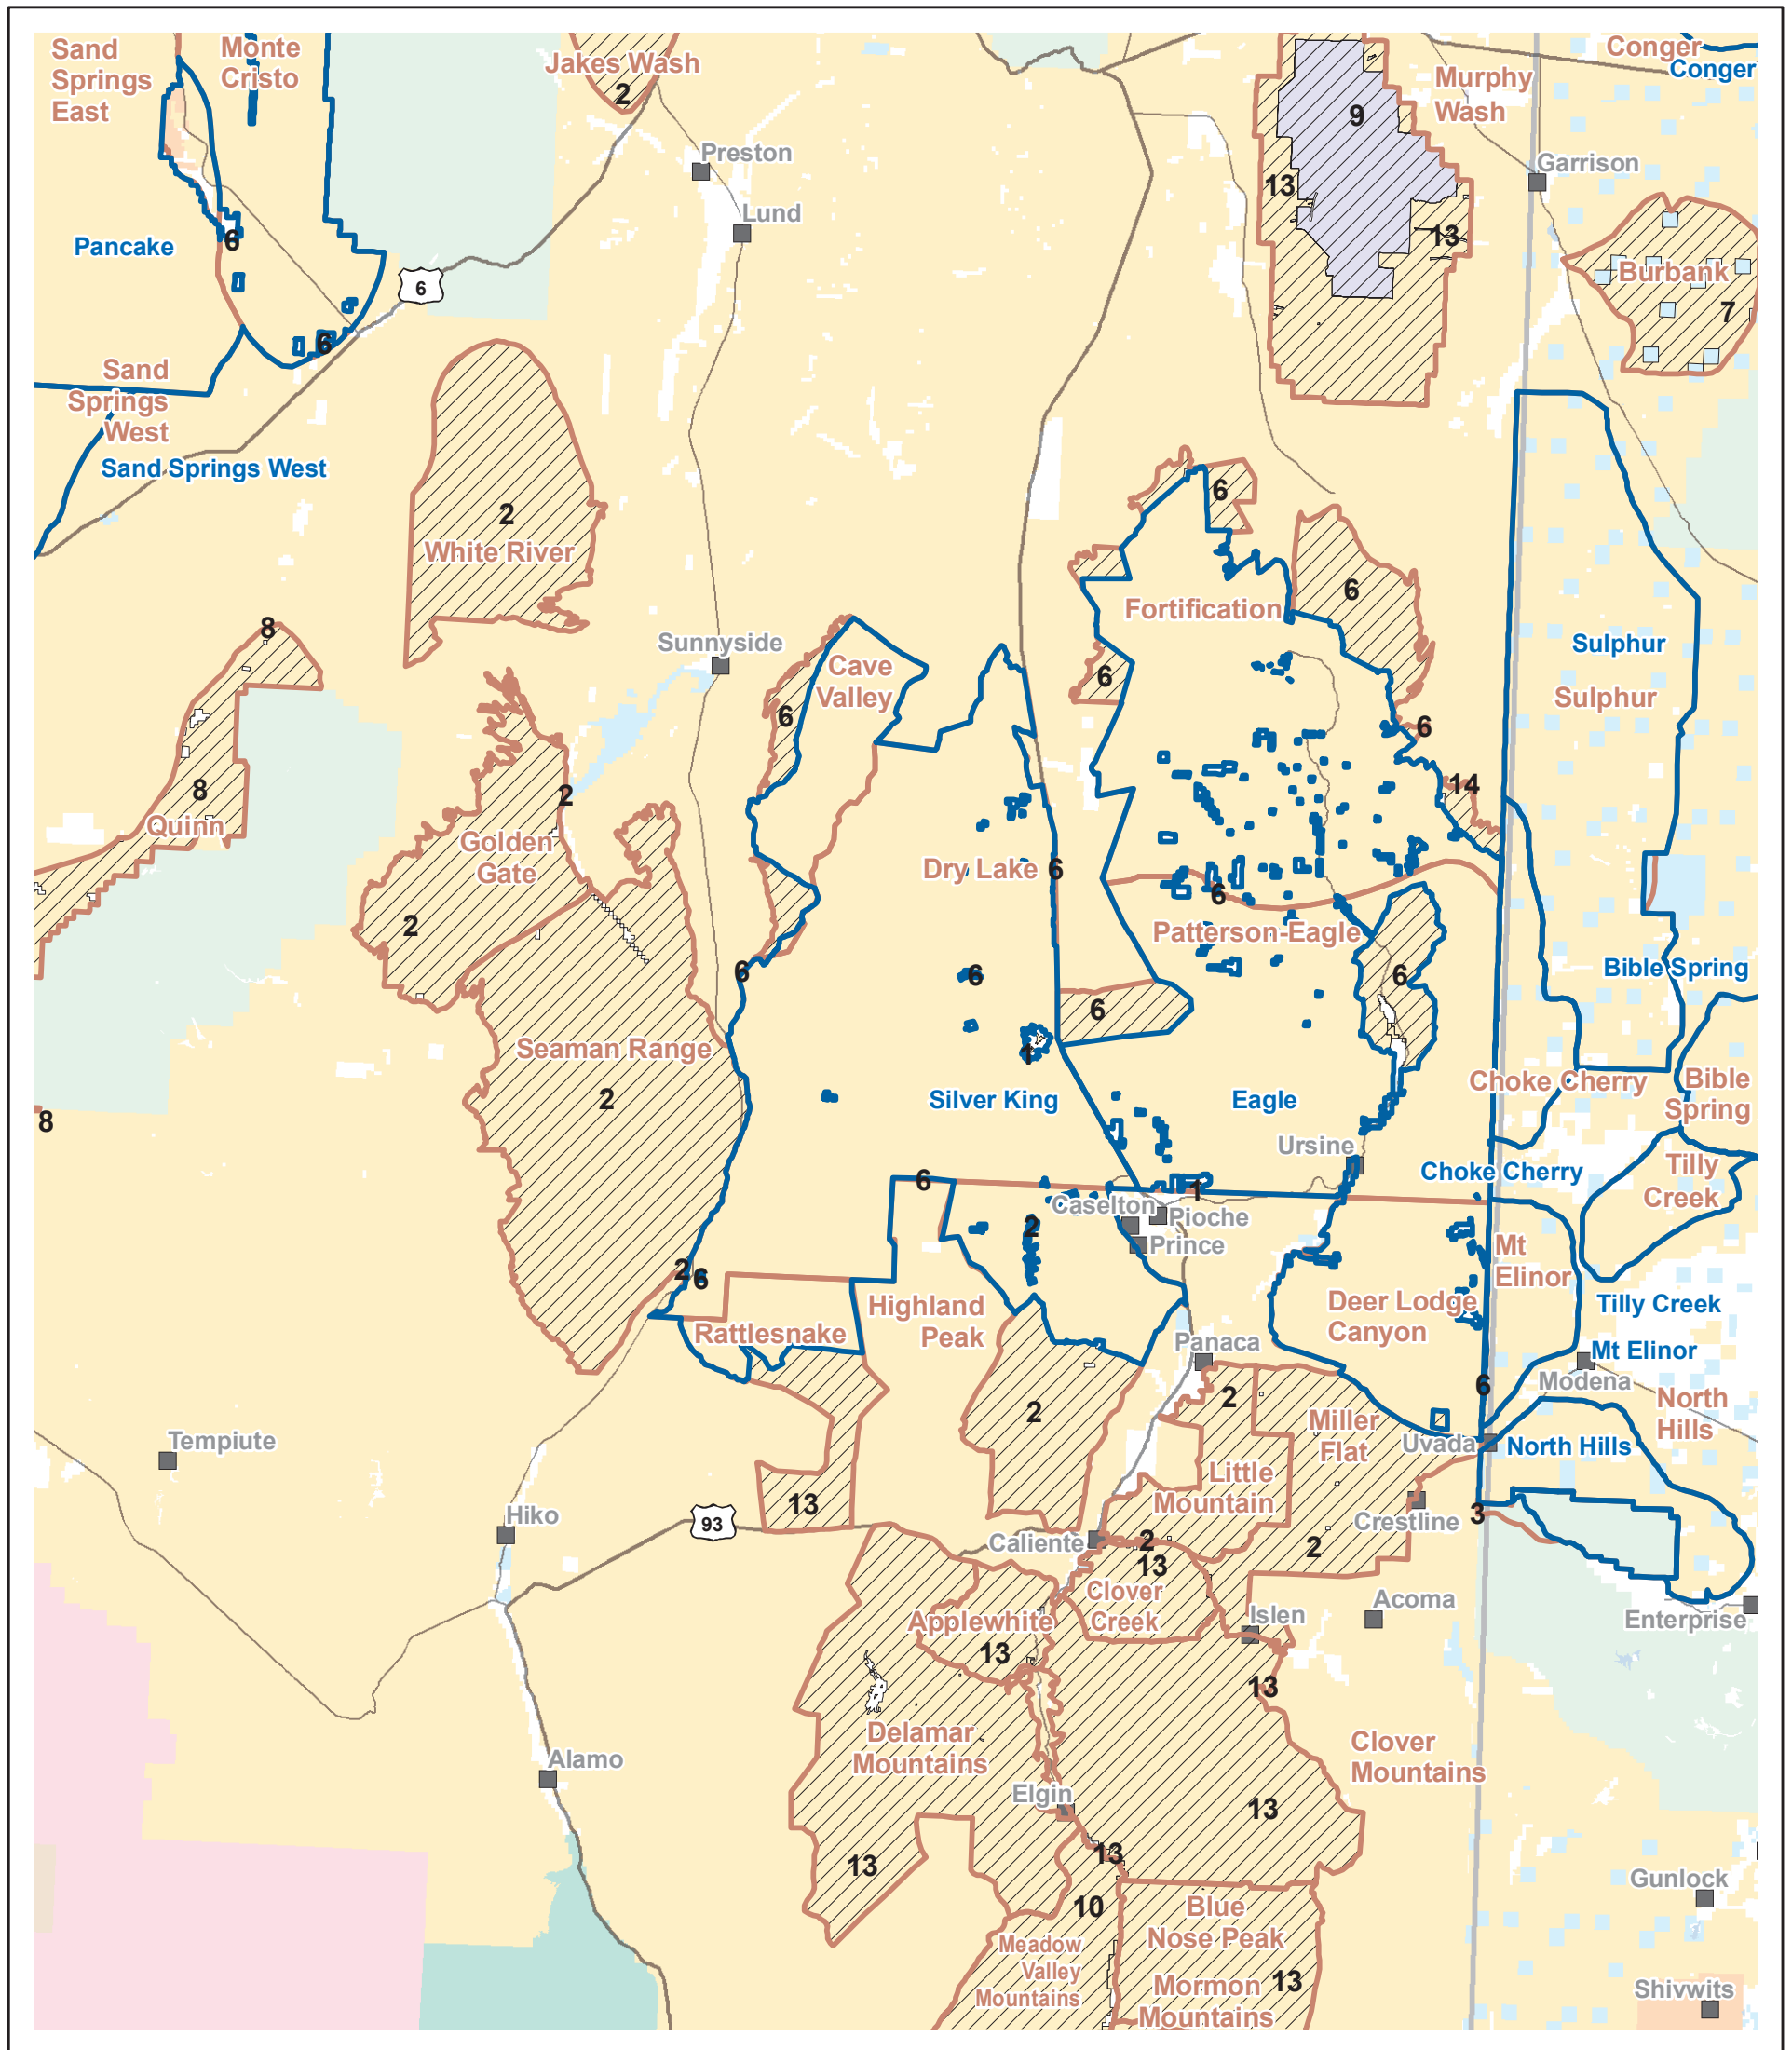 Sand
Springs
East
Monte
Cristo
Jakes Wash
2
Murphy
Wash
Conger
Conger
9
Preston
Garrison
13
Lund
13
Pancake
6
6
Burbank
7
6
Sand
Springs
West
Sand Springs West
2
White River
6
6
Fortification
8
Sunnyside
Sulphur
Cave
Valley
6
6
Sulphur
6
14
8
2
Quinn
Golden
Gate
Dry Lake
6
6
2
Patterson-Eagle
6
6
6
Bible Spring
6
Seaman Range
1
2
Silver King
Eagle
Choke Cherry
Bible
Spring
8
Ursine
Choke Cherry
Tilly
Creek
6
1
Caselton
Pioche
2
Prince
Mt
Elinor
2
6
Highland
Peak
Deer Lodge
Canyon
Tilly Creek
Rattlesnake
Panaca
Mt Elinor
Modena
6
2
2
Miller
Flat
North
Hills
Tempiute
Uvada
North Hills
Little
Mountain
13
Hiko
93
Crestline
3
Caliente
2
2
13
Clover
Creek
Applewhite
Islen
Acoma
Enterprise
13
13
Delamar
Mountains
Clover
Mountains
Alamo
Elgin
13
13
13
10
Gunlock
Blue
Nose Peak
Meadow
Valley
Mountains
Mormon
Mountains
13
Shivwits